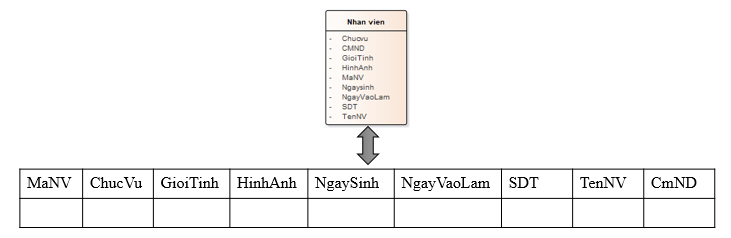 Nhan vien
- Chucvu
- CMND
- GioiTinh
- HinhAnh
- MaNV
- Ngaysinh
- NgayVaoLam
- SDT
- TenNV
MaNV ChucVu GioiTinh HinhAnh NgaySinh NgayVaoLam SDT TenNV CmND